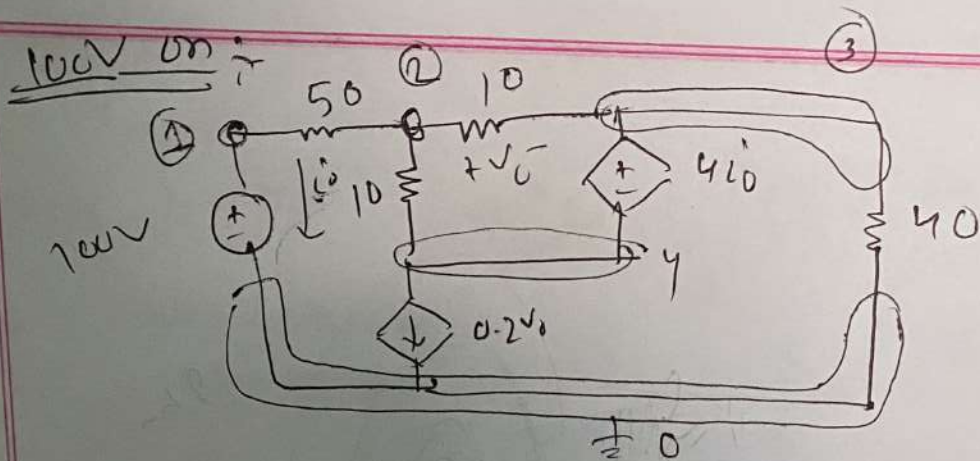 100V on :-
③
②
50
10
①
+ V₀ -
+
-
4i₀
i₀
10
40
+
-
100V
4
0.2V₀
0